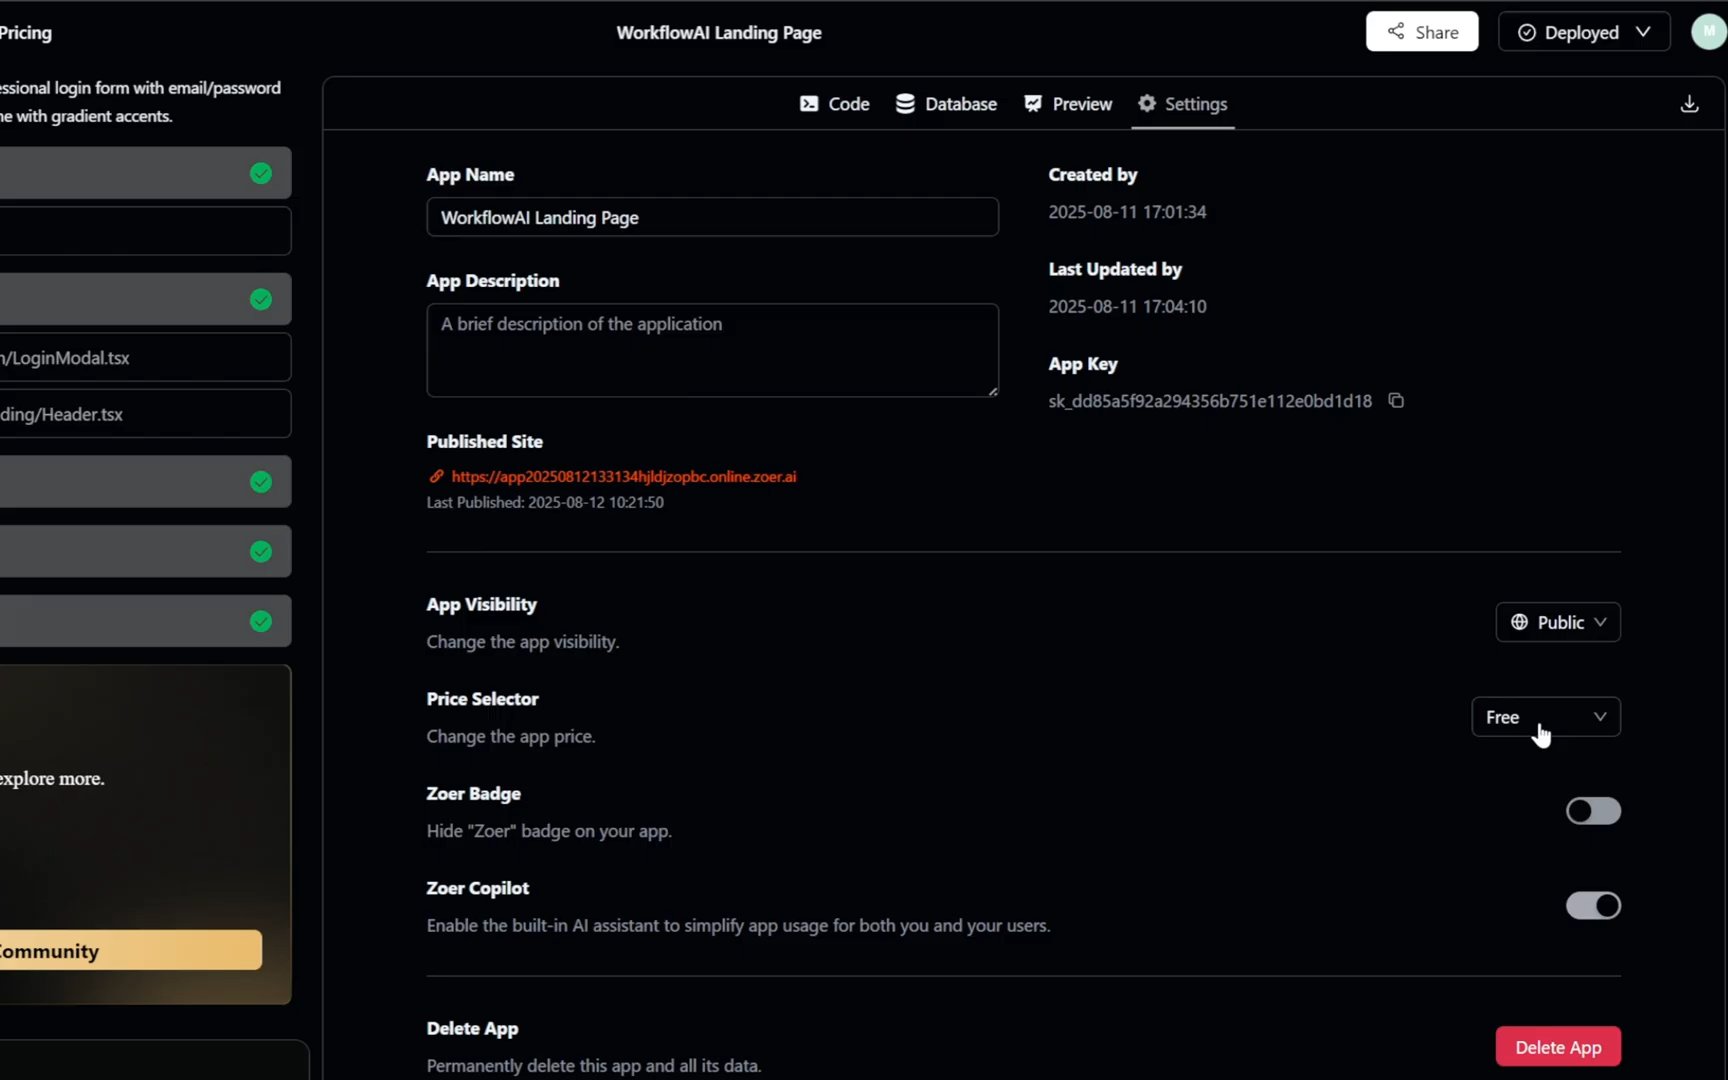 Pricing
WorkflowAI Landing Page
Share
Deployed
M
essional login form with email/password
ne with gradient accents.
n/LoginModal.tsx
ding/Header.tsx
explore more.
Community
Code
Database
Preview
Settings
App Name
WorkflowAI Landing Page
App Description
A brief description of the application
Published Site
https://app20250812133134hjldjzopbc.online.zoer.ai
Last Published: 2025-08-12 10:21:50
Created by
2025-08-11 17:01:34
Last Updated by
2025-08-11 17:04:10
App Key
sk_dd85a5f92a294356b751e112e0bd1d18
App Visibility
Change the app visibility.
Public
Price Selector
Change the app price.
Free
Zoer Badge
Hide "Zoer" badge on your app.
Zoer Copilot
Enable the built-in AI assistant to simplify app usage for both you and your users.
Delete App
Permanently delete this app and all its data.
Delete App